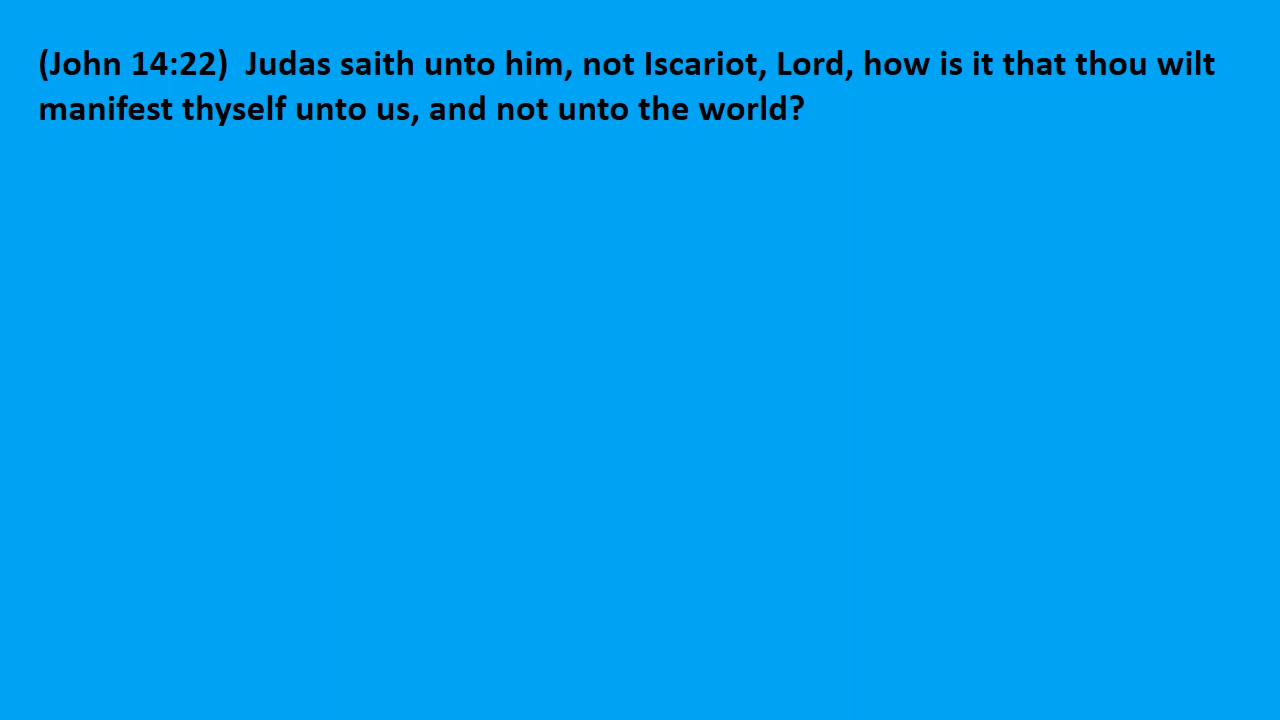 (John 14:22)  Judas saith unto him, not Iscariot, Lord, how is it that thou wilt
manifest thyself unto us, and not unto the world?